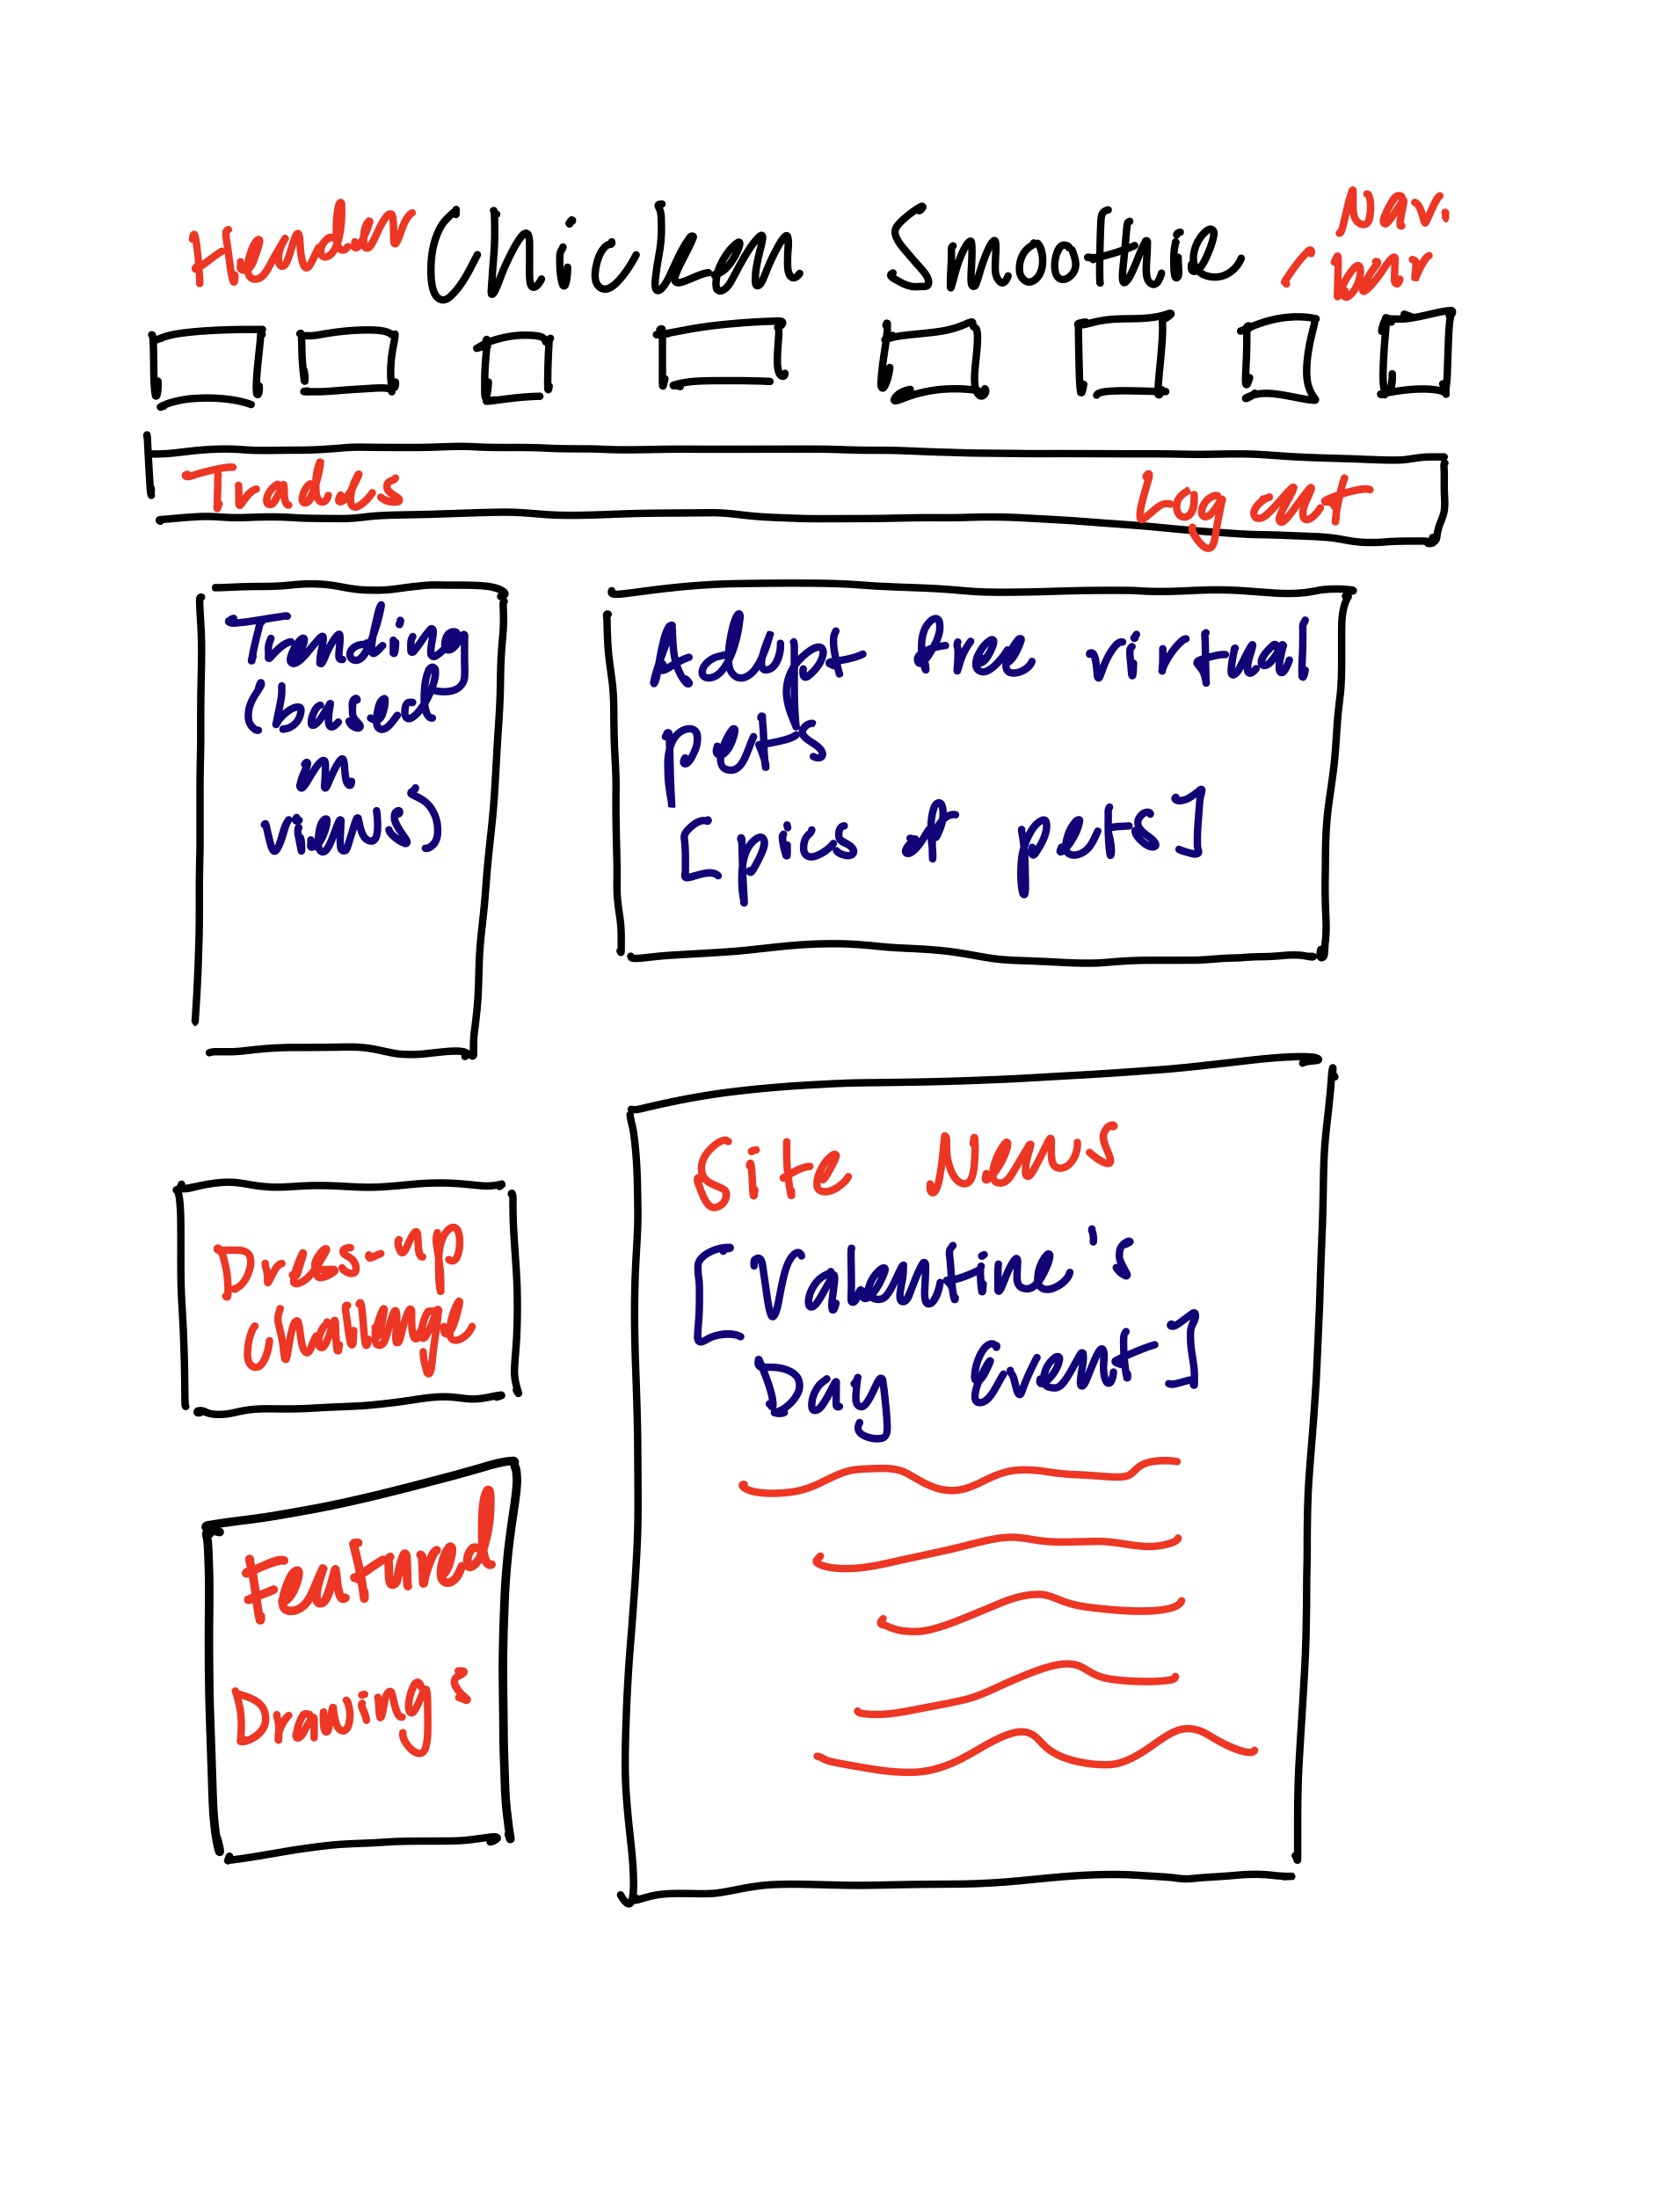 Header Chicken Smoothie Nav.
Trades Log out
Trending
(based
on
views)
Adopt free virtual
pets
[pics of pets]
Site News
[Valentine's
Day Event]
Dress-up
Challenge
Featured
Drawings